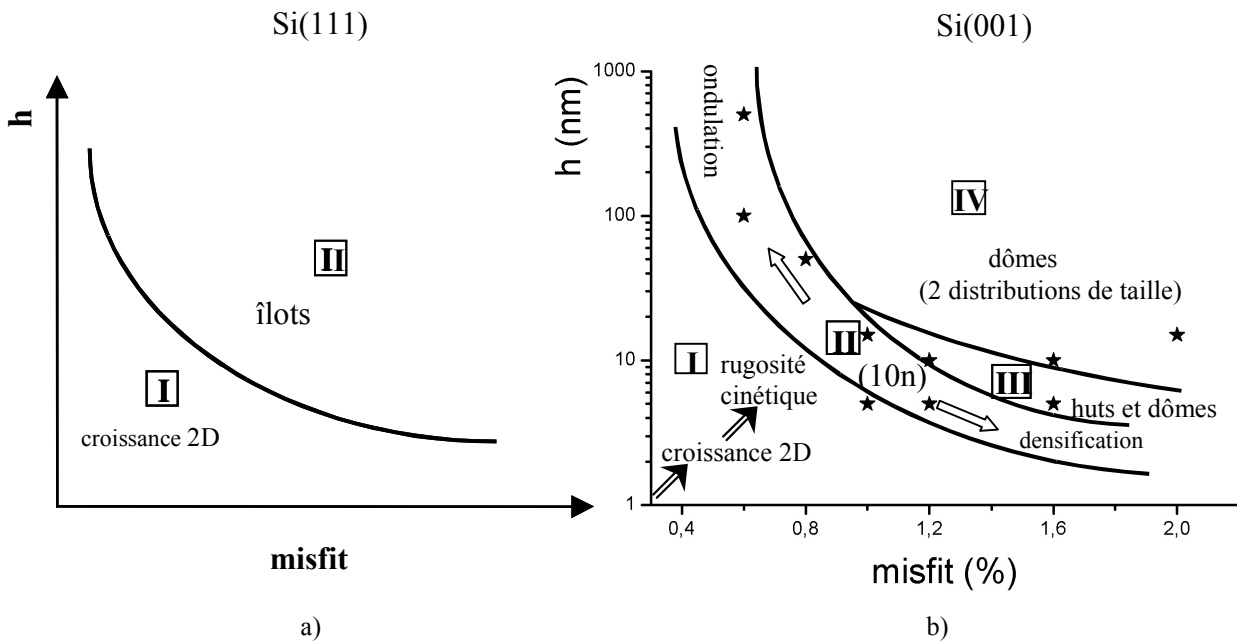 Si(111)
h
II
îlots
I
croissance 2D
misfit
a)
Si(001)
h (nm)
1000
100
10
1
ondulation
IV
dômes
(2 distributions de taille)
I
rugosité
cinétique
II
(10n)
III
huts et dômes
densification
croissance 2D
0,4
0,8
1,2
1,6
2,0
misfit (%)
b)